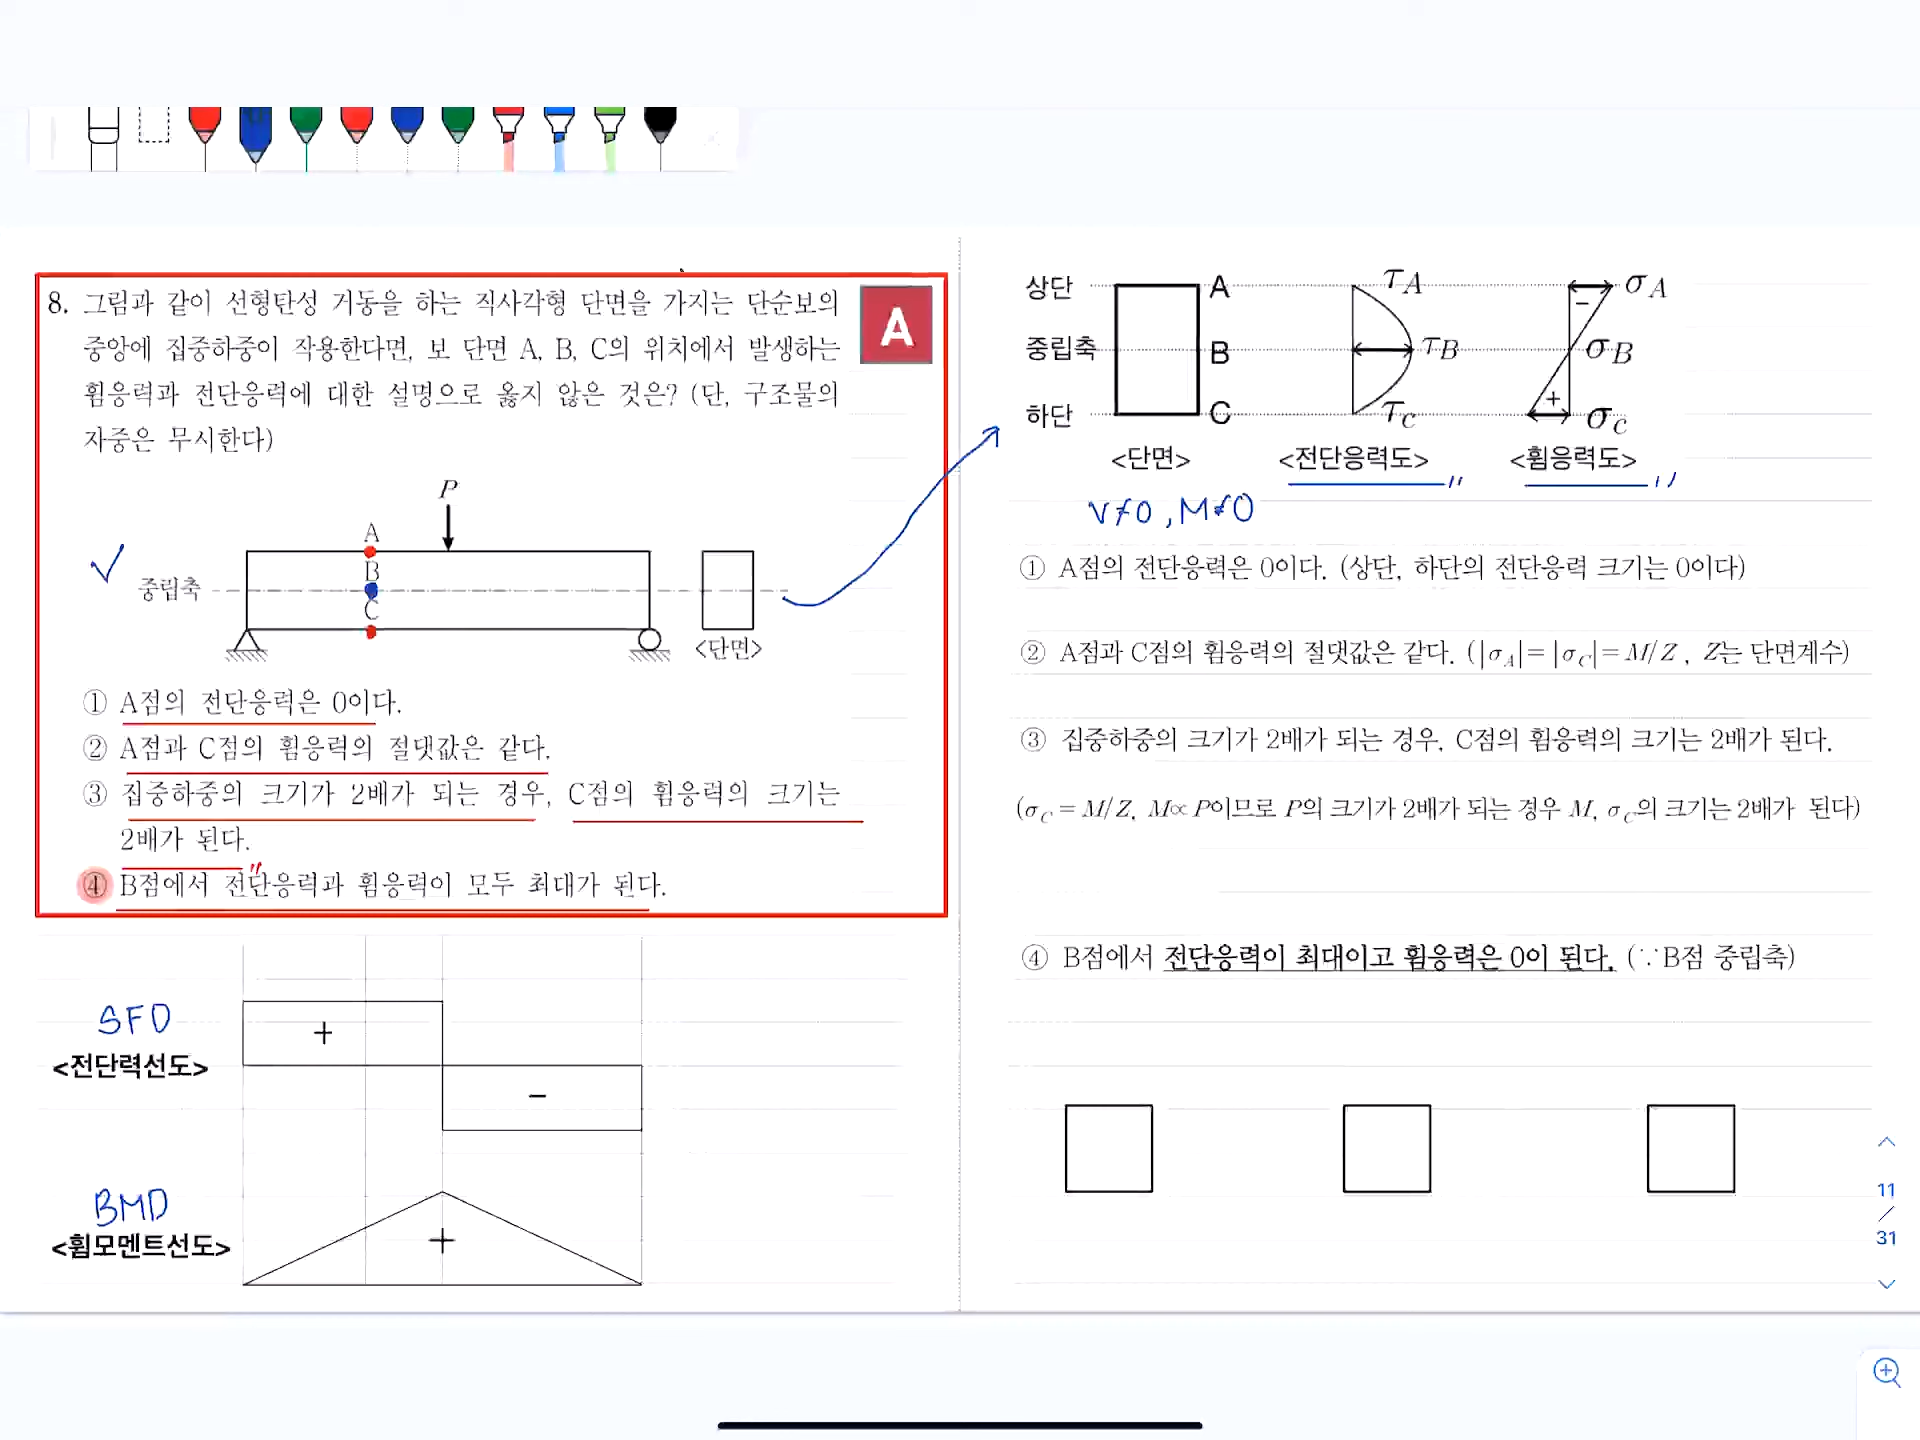 8. 그림과 같이 선형탄성 거동을 하는 직사각형 단면을 가지는 단순보의
중앙에 집중하중이 작용한다면, 보 단면 A, B, C의 위치에서 발생하는
휨응력과 전단응력에 대한 설명으로 옳지 않은 것은? (단, 구조물의
자중은 무시한다)
A
P
A
B
C
중립축
<단면>
① A점의 전단응력은 0이다.
② A점과 C점의 휨응력의 절댓값은 같다.
③ 집중하중의 크기가 2배가 되는 경우, C점의 휨응력의 크기는
2배가 된다.
④ B점에서 전단응력과 휨응력이 모두 최대가 된다.
SFD
<전단력선도>
+
−
BMD
<휨모멘트선도>
+
상단 A τA − σA
중립축 B τB σB
하단 C τC + σC
<단면> <전단응력도> <휨응력도>
V≠0, M≠0
① A점의 전단응력은 0이다. (상단, 하단의 전단응력 크기는 0이다)
② A점과 C점의 휨응력의 절댓값은 같다. (|σA|=|σC|=M/Z, Z는 단면계수)
③ 집중하중의 크기가 2배가 되는 경우, C점의 휨응력의 크기는 2배가 된다.
(σC=M/Z, M∝P이므로 P의 크기가 2배가 되는 경우 M, σC의 크기는 2배가 된다)
④ B점에서 전단응력이 최대이고 휨응력은 0이 된다. (∵B점 중립축)
11
/
31